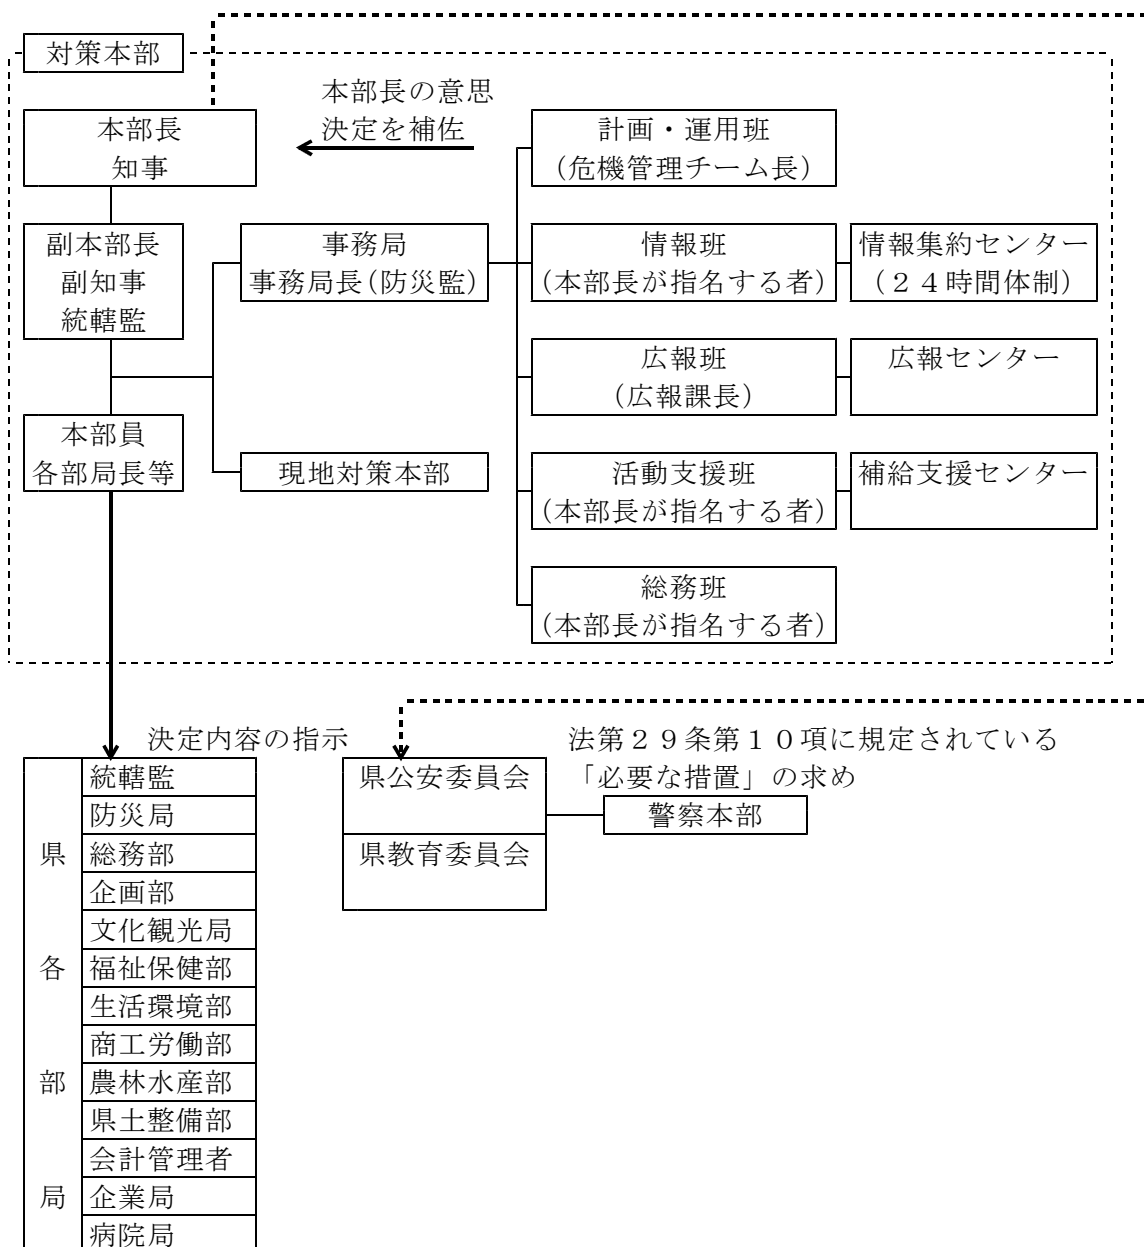 対策本部
本部長の意思
決定を補佐
本部長
知事
計画・運用班
（危機管理チーム長）
副本部長
副知事
統轄監
事務局
事務局長(防災監)
情報班
(本部長が指名する者)
情報集約センター
（２４時間体制）
広報班
（広報課長）
広報センター
本部員
各部局長等
現地対策本部
活動支援班
(本部長が指名する者)
補給支援センター
総務班
(本部長が指名する者)
決定内容の指示
法第２９条第１０項に規定されている
「必要な措置」の求め
県各部局
統轄監
防災局
総務部
企画部
文化観光局
福祉保健部
生活環境部
商工労働部
農林水産部
県土整備部
会計管理者
企業局
病院局
県公安委員会
警察本部
県教育委員会